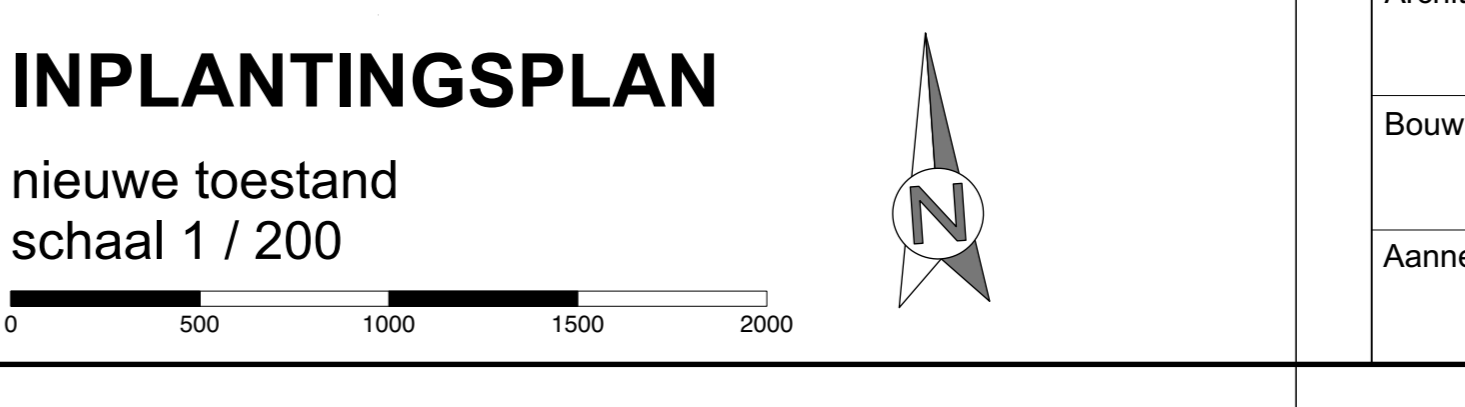 INPLANTINGSPLAN
nieuwe toestand
schaal 1 / 200
0 500 1000 1500 2000
N
Bouw
Aanne